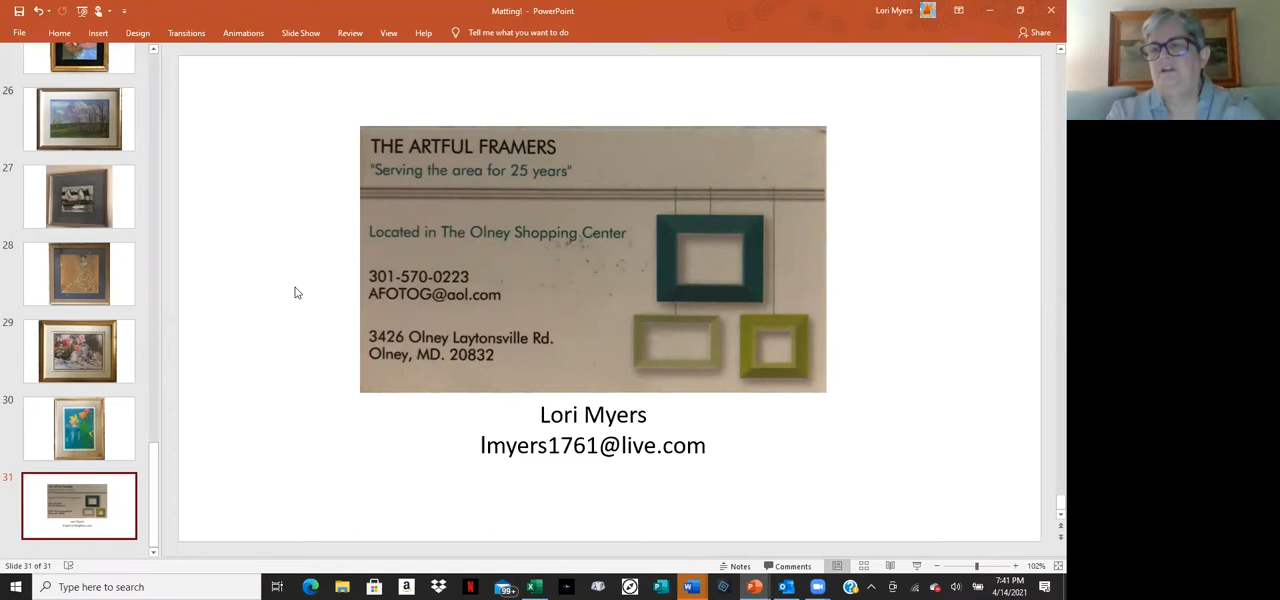 Matting! - PowerPoint
Lori Myers
File Home Insert Design Transitions Animations Slide Show Review View Help Tell me what you want to do
Share
26
27
28
29
30
31
THE ARTFUL FRAMERS
"Serving the area for 25 years"
Located in The Olney Shopping Center
301-570-0223
AFOTOG@aol.com
3426 Olney Laytonsville Rd.
Olney, MD. 20832
Lori Myers
lmyers1761@live.com
Slide 31 of 31
Notes Comments
102%
Type here to search
99+
7:41 PM
4/14/2021